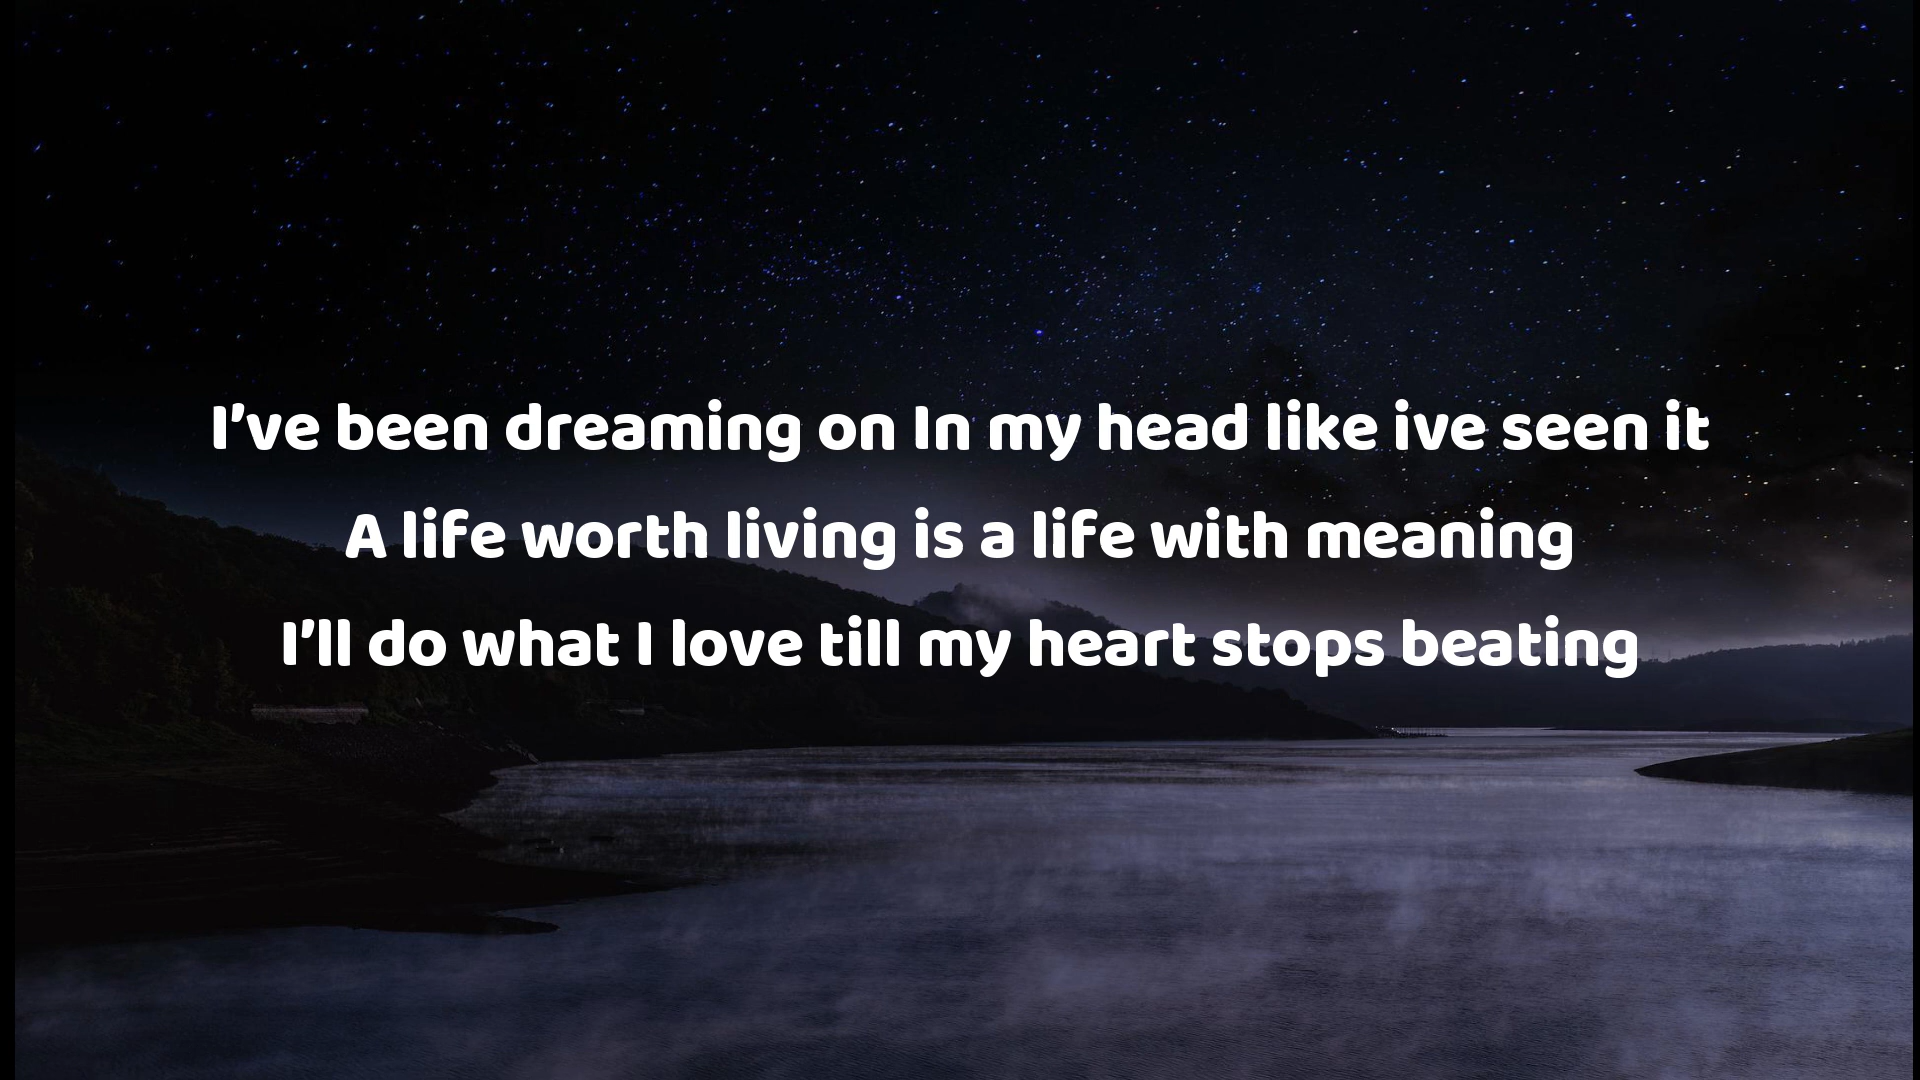 I've been dreaming on In my head like ive seen it
A life worth living is a life with meaning
I'll do what I love till my heart stops beating